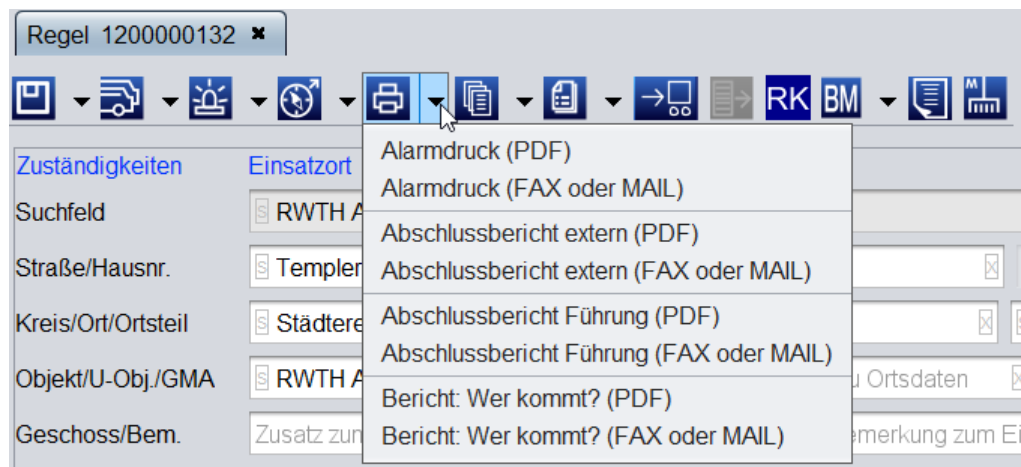 Regel 1200000132 ✖
RK BM M
Zuständigkeiten Einsatzort
Alarmdruck (PDF)
Alarmdruck (FAX oder MAIL)
Abschlussbericht extern (PDF)
Abschlussbericht extern (FAX oder MAIL)
Abschlussbericht Führung (PDF)
Abschlussbericht Führung (FAX oder MAIL)
Bericht: Wer kommt? (PDF)
Bericht: Wer kommt? (FAX oder MAIL)
Suchfeld s RWTH A
Straße/Hausnr. s Templer x
Kreis/Ort/Ortsteil s Städtere x
Objekt/U-Obj./GMA s RWTH A u Ortsdaten x
Geschoss/Bem. Zusatz zun emerkung zum Ei